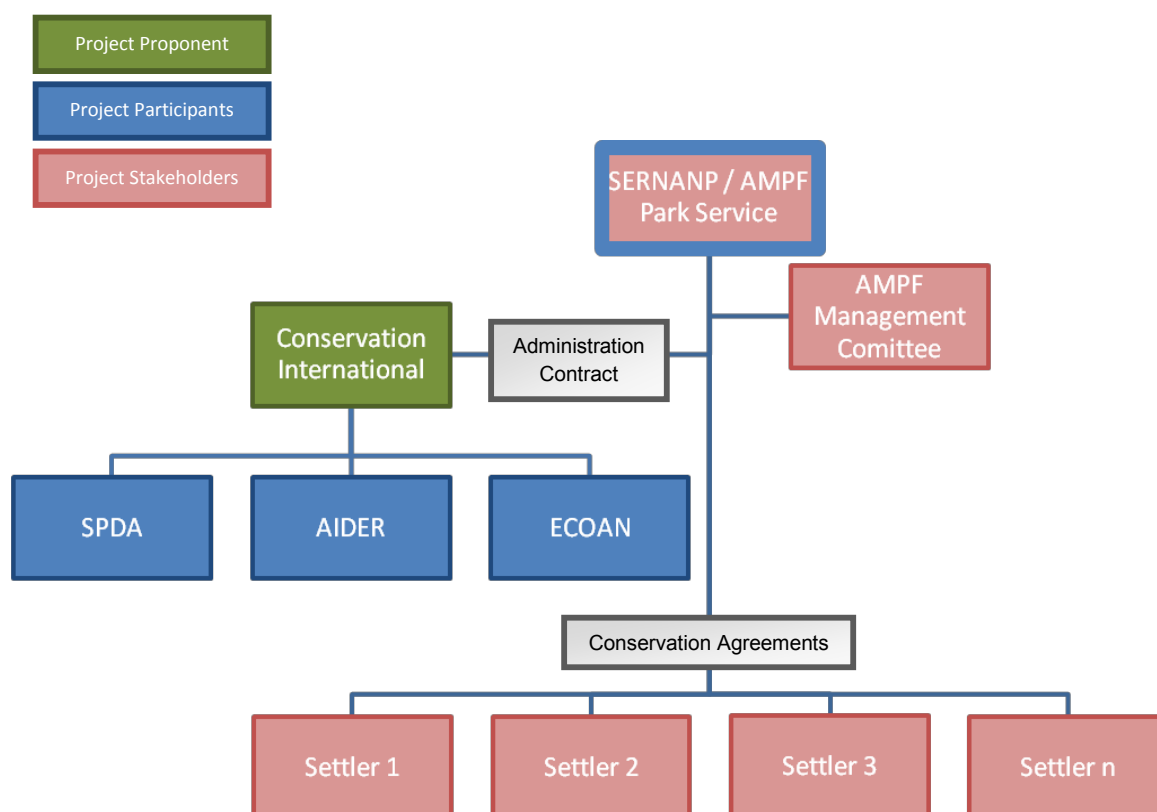 Project Proponent
Project Participants
Project Stakeholders
SERNANP / AMPF
Park Service
AMPF
Management
Comittee
Conservation
International
Administration
Contract
SPDA
AIDER
ECOAN
Conservation Agreements
Settler 1
Settler 2
Settler 3
Settler n